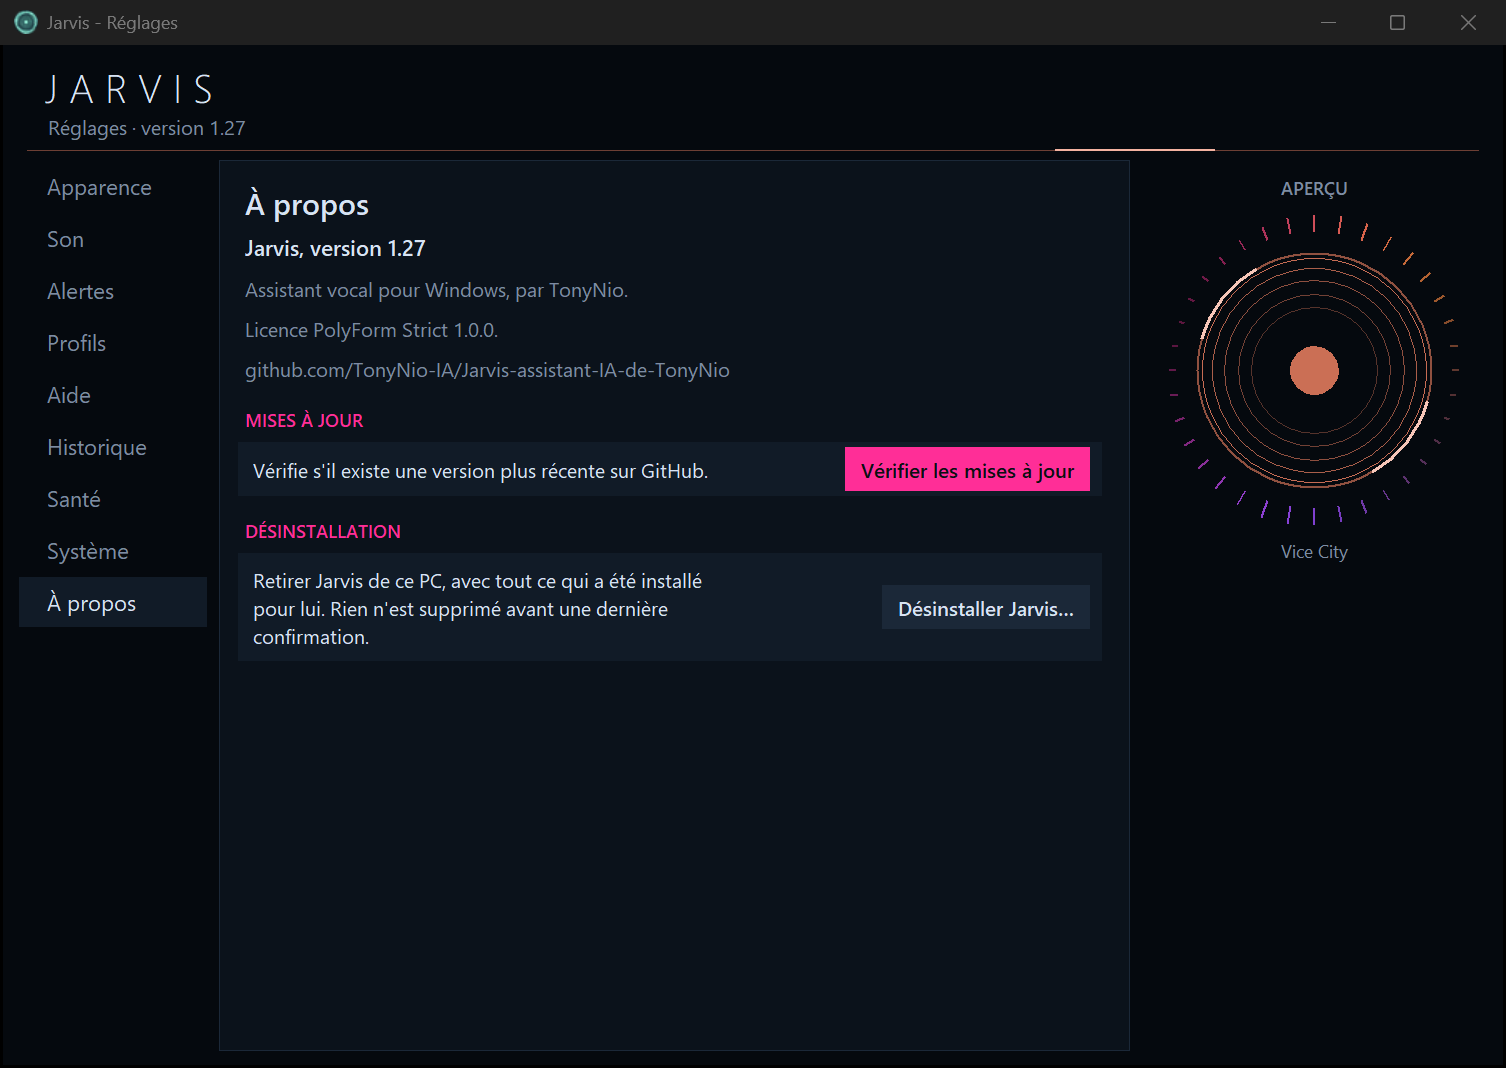 Jarvis - Réglages
JARVIS
Réglages · version 1.27
Apparence
Son
Alertes
Profils
Aide
Historique
Santé
Système
À propos
À propos
Jarvis, version 1.27
Assistant vocal pour Windows, par TonyNio.
Licence PolyForm Strict 1.0.0.
github.com/TonyNio-IA/Jarvis-assistant-IA-de-TonyNio
MISES À JOUR
Vérifie s'il existe une version plus récente sur GitHub.
Vérifier les mises à jour
DÉSINSTALLATION
Retirer Jarvis de ce PC, avec tout ce qui a été installé
pour lui. Rien n'est supprimé avant une dernière
confirmation.
Désinstaller Jarvis...
APERÇU
Vice City